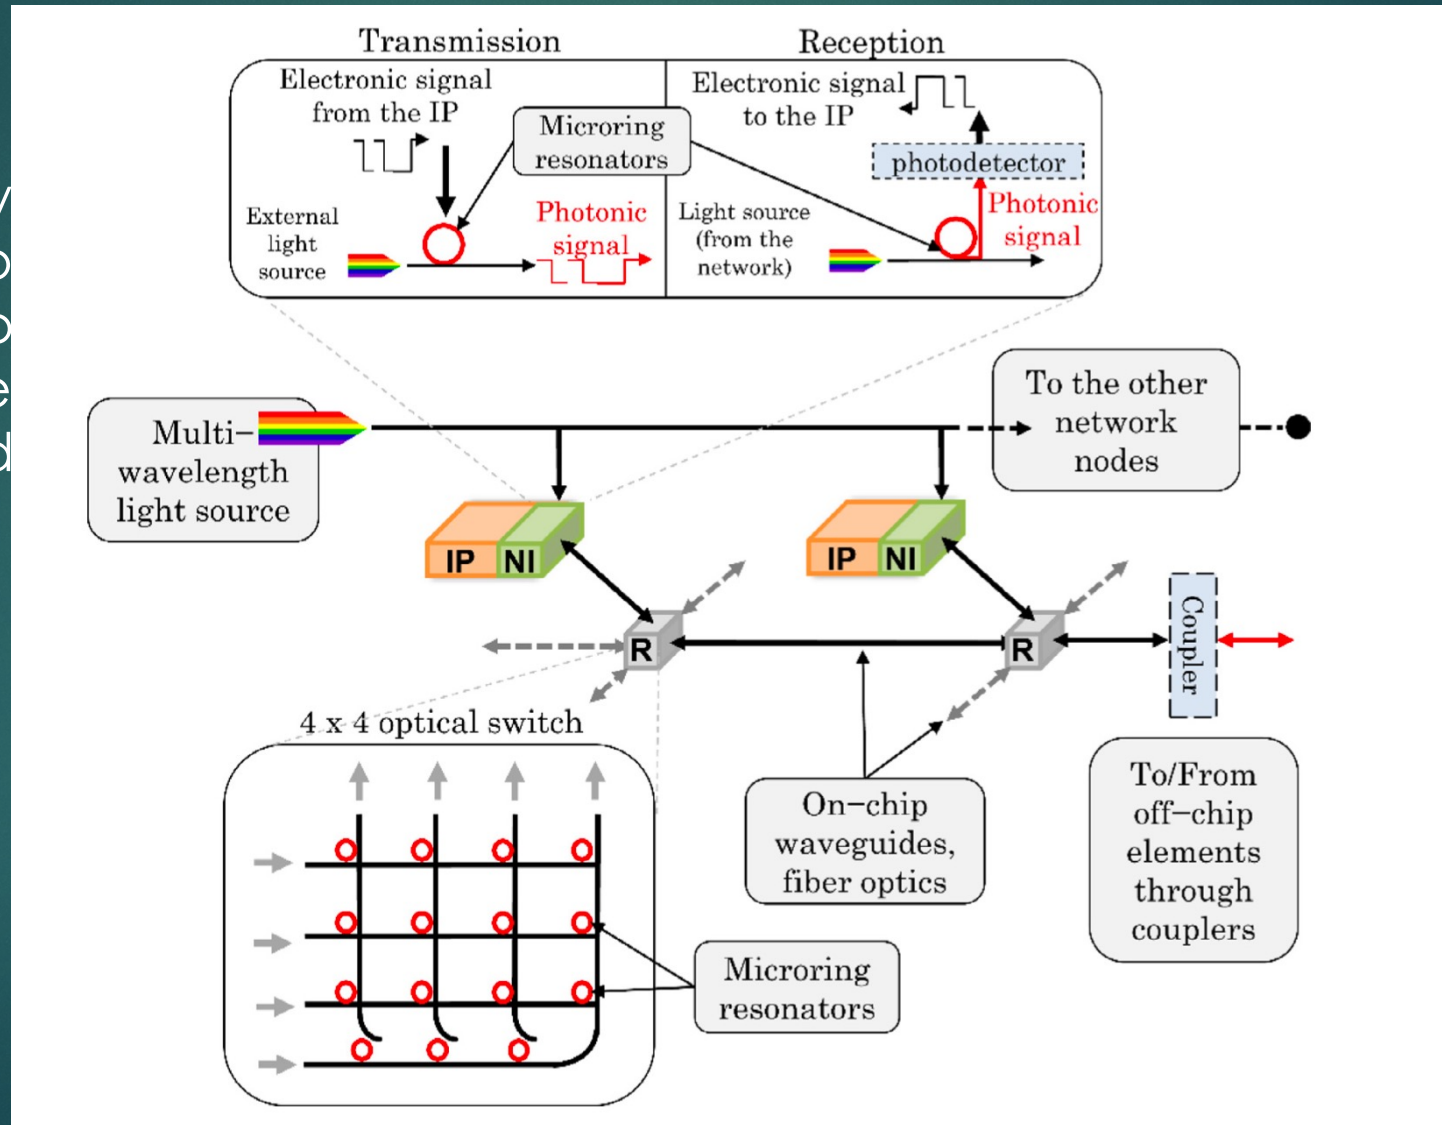 Transmission
Reception
Electronic signal
from the IP
Microring
resonators
Electronic signal
to the IP
photodetector
External
light
source
Photonic
signal
Light source
(from the
network)
Photonic
signal
Multi-
wavelength
light source
To the other
network
nodes
IP NI
IP NI
R
R
Coupler
4 x 4 optical switch
On-chip
waveguides,
fiber optics
To/From
off-chip
elements
through
couplers
Microring
resonators